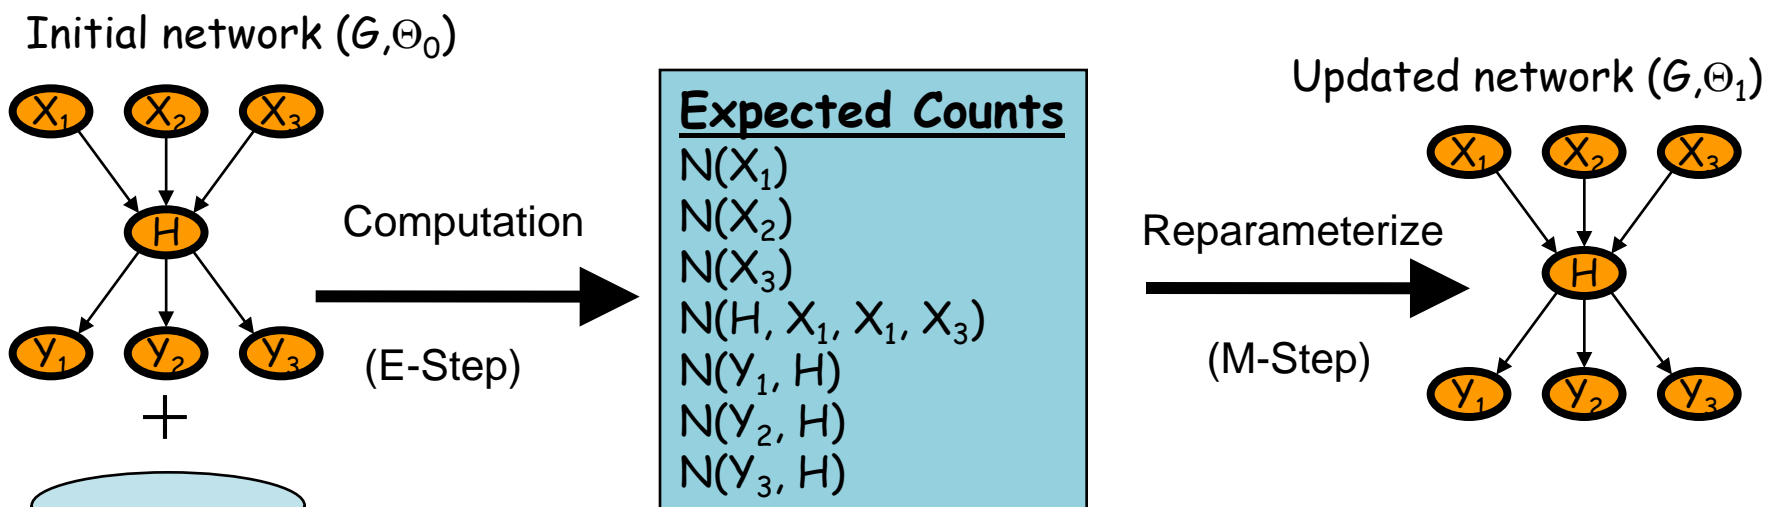 Initial network (G,Θ₀)
X₁ X₂ X₃
H
Y₁ Y₂ Y₃
+
Computation
(E-Step)
Expected Counts
N(X₁)
N(X₂)
N(X₃)
N(H, X₁, X₁, X₃)
N(Y₁, H)
N(Y₂, H)
N(Y₃, H)
Reparameterize
(M-Step)
Updated network (G,Θ₁)
X₁ X₂ X₃
H
Y₁ Y₂ Y₃